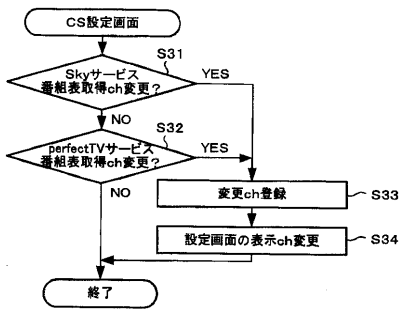 CS設定画面
S31
Skyサービス
番組表取得ch変更？
YES
NO
S32
perfectTVサービス
番組表取得ch変更？
YES
NO
変更ch登録
S33
設定画面の表示ch変更
S34
終了